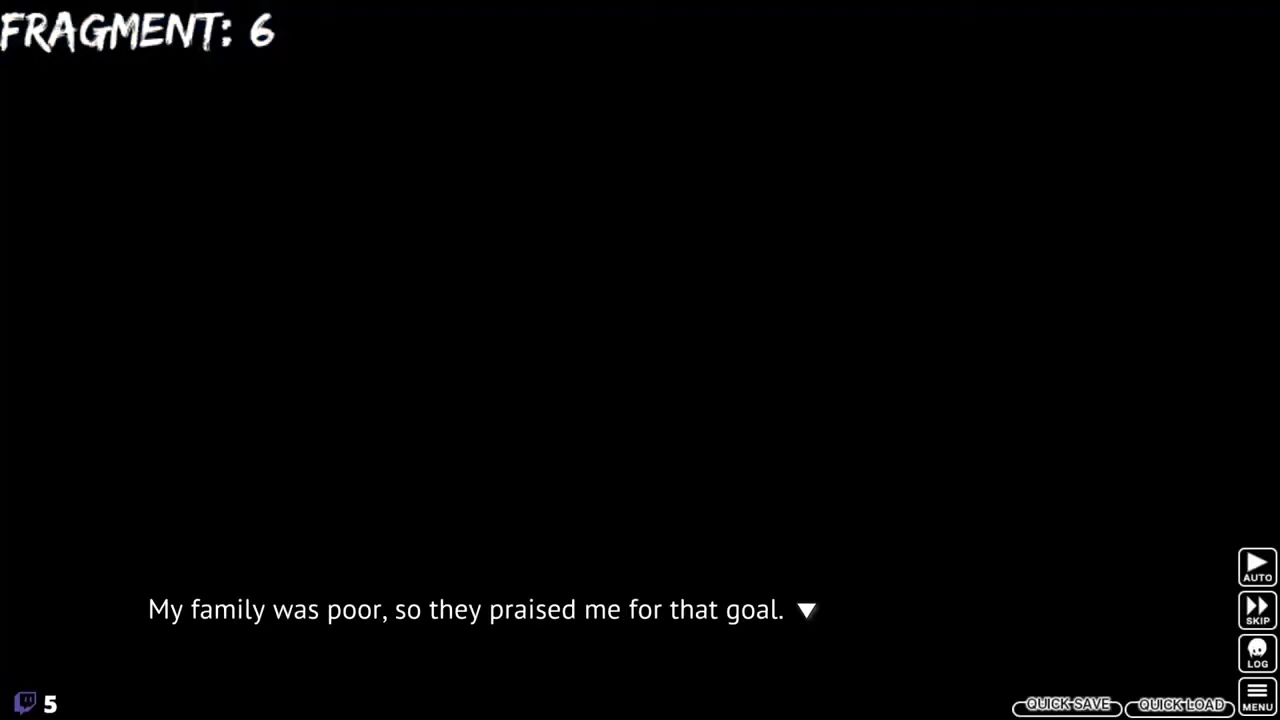 FRAGMENT: 6
AUTO
SKIP
My family was poor, so they praised me for that goal.
LOG
5
QUICK SAVE
QUICK LOAD
MENU